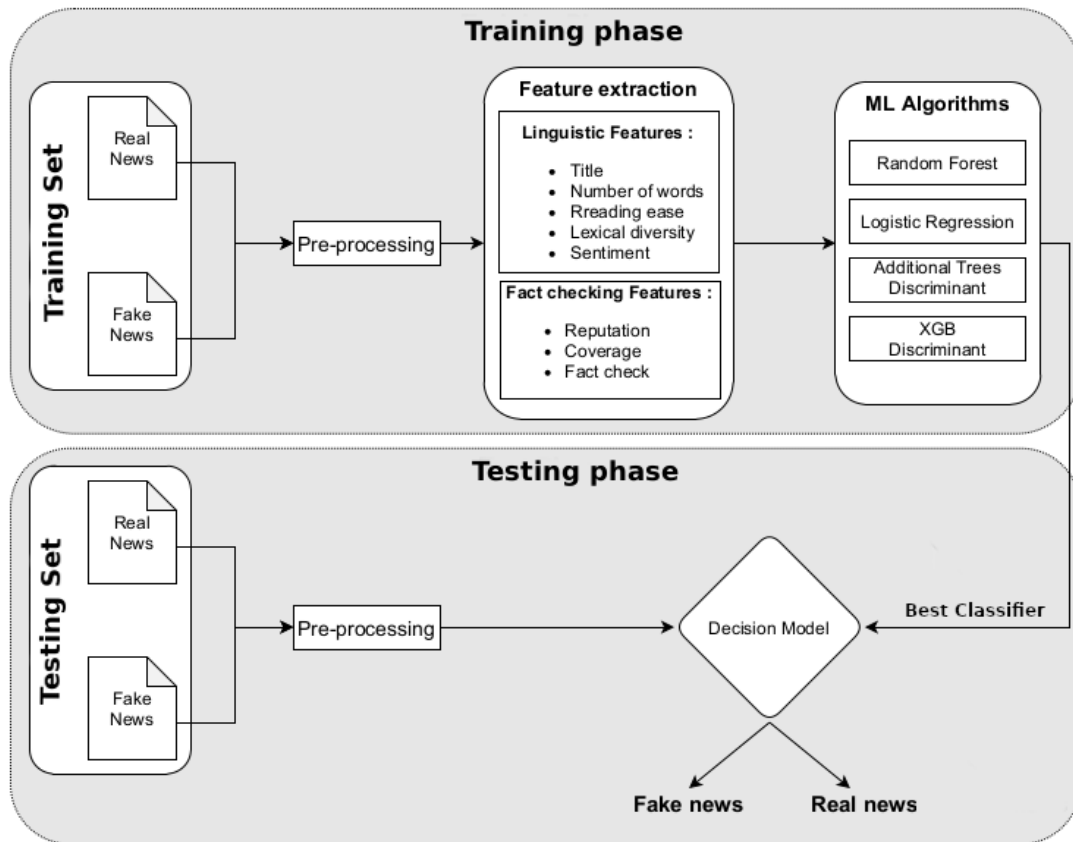 Training phase
Training Set
Real
News
Fake
News
Pre-processing
Feature extraction
Linguistic Features :
• Title
• Number of words
• Rreading ease
• Lexical diversity
• Sentiment
Fact checking Features :
• Reputation
• Coverage
• Fact check
ML Algorithms
Random Forest
Logistic Regression
Additional Trees
Discriminant
XGB
Discriminant
Testing phase
Testing Set
Real
News
Fake
News
Pre-processing
Decision Model
Best Classifier
Fake news
Real news